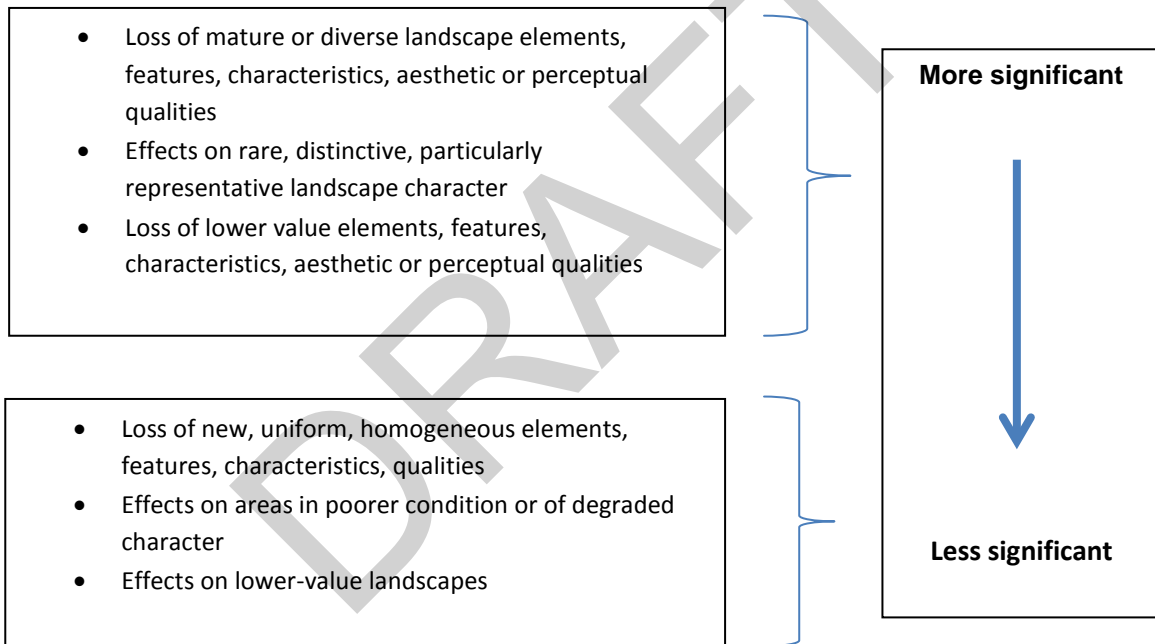 • Loss of mature or diverse landscape elements,
features, characteristics, aesthetic or perceptual
qualities
• Effects on rare, distinctive, particularly
representative landscape character
• Loss of lower value elements, features,
characteristics, aesthetic or perceptual qualities
More significant
• Loss of new, uniform, homogeneous elements,
features, characteristics, qualities
• Effects on areas in poorer condition or of degraded
character
• Effects on lower-value landscapes
Less significant
DRAFT